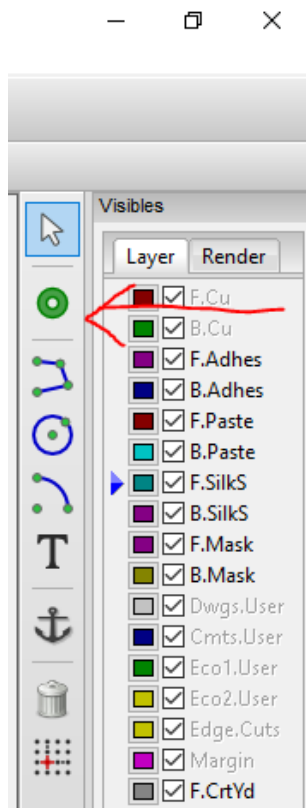 Visibles
Layer Render
F.Cu
B.Cu
F.Adhes
B.Adhes
F.Paste
B.Paste
F.SilkS
B.SilkS
F.Mask
B.Mask
Dwgs.User
Cmts.User
Eco1.User
Eco2.User
Edge.Cuts
Margin
F.CrtYd
T